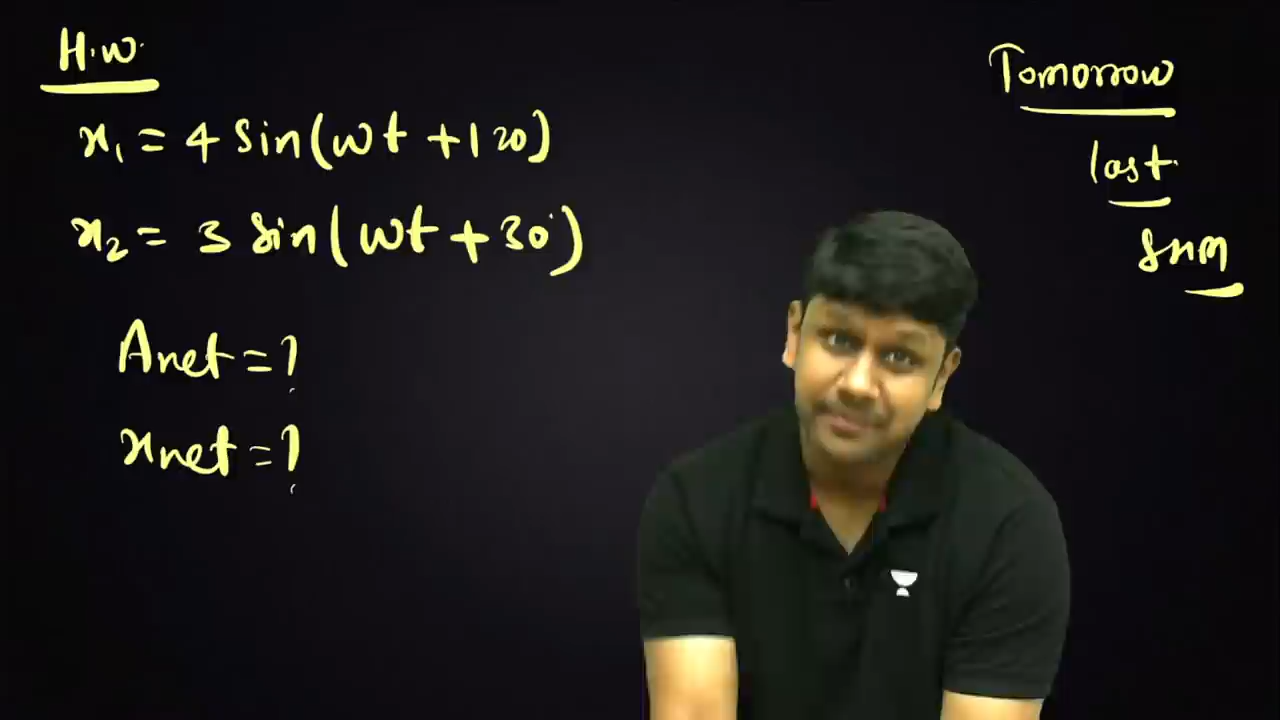 H.W.
x₁ = 4 sin(ωt + 120)
x₂ = 3 sin(ωt + 30°)
Anet = ?
xnet = ?
Tomorrow
last
SHM